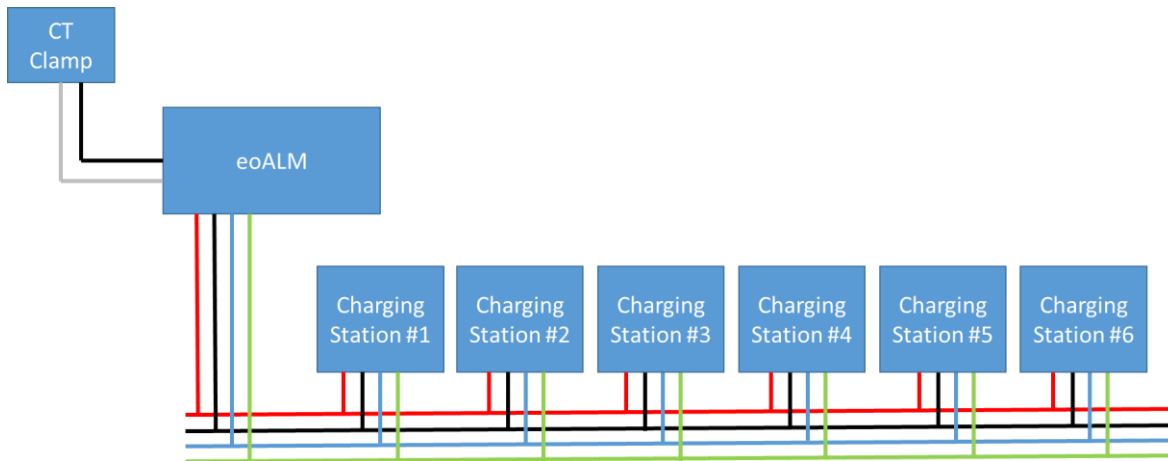 CT
Clamp
eoALM
Charging
Station #1
Charging
Station #2
Charging
Station #3
Charging
Station #4
Charging
Station #5
Charging
Station #6